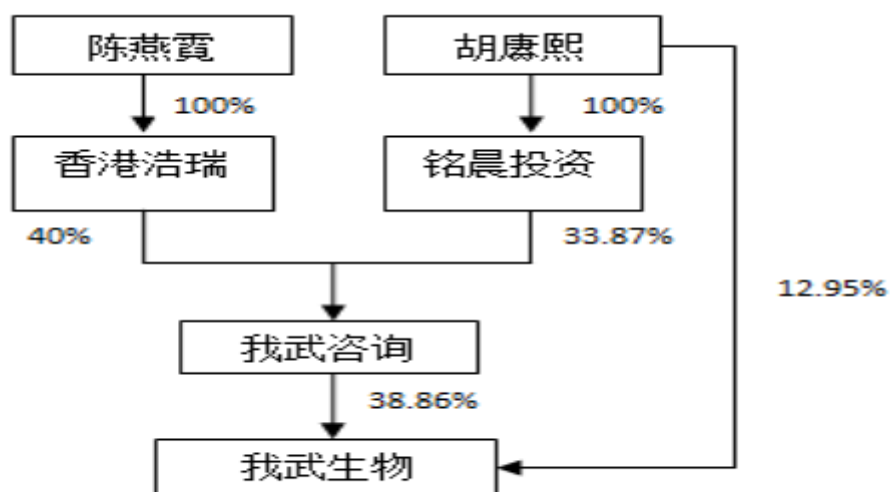 陈燕霓
胡赓熙
100%
100%
香港浩瑞
铭晨投资
40%
33.87%
12.95%
我武咨询
38.86%
我武生物